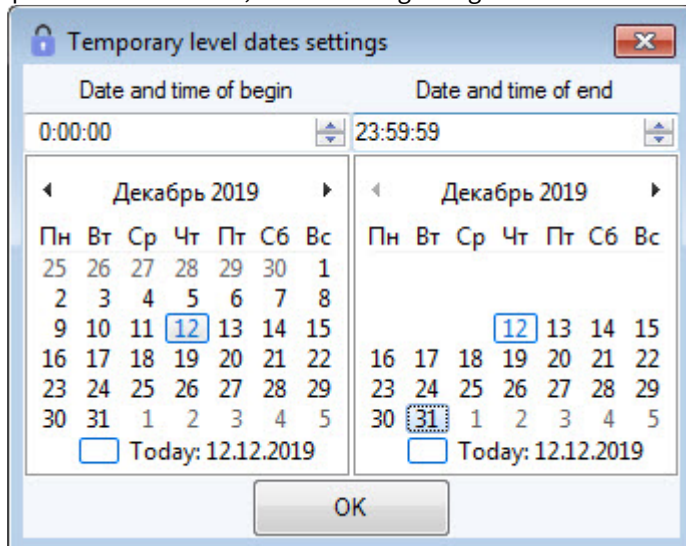 Temporary level dates settings
Date and time of begin
Date and time of end
0:00:00
23:59:59
Декабрь 2019
Пн Вт Ср Чт Пт Сб Вс
25 26 27 28 29 30 1
2 3 4 5 6 7 8
9 10 11 12 13 14 15
16 17 18 19 20 21 22
23 24 25 26 27 28 29
30 31 1 2 3 4 5
Today: 12.12.2019
Декабрь 2019
Пн Вт Ср Чт Пт Сб Вс
12 13 14 15
16 17 18 19 20 21 22
23 24 25 26 27 28 29
30 31 1 2 3 4 5
Today: 12.12.2019
OK